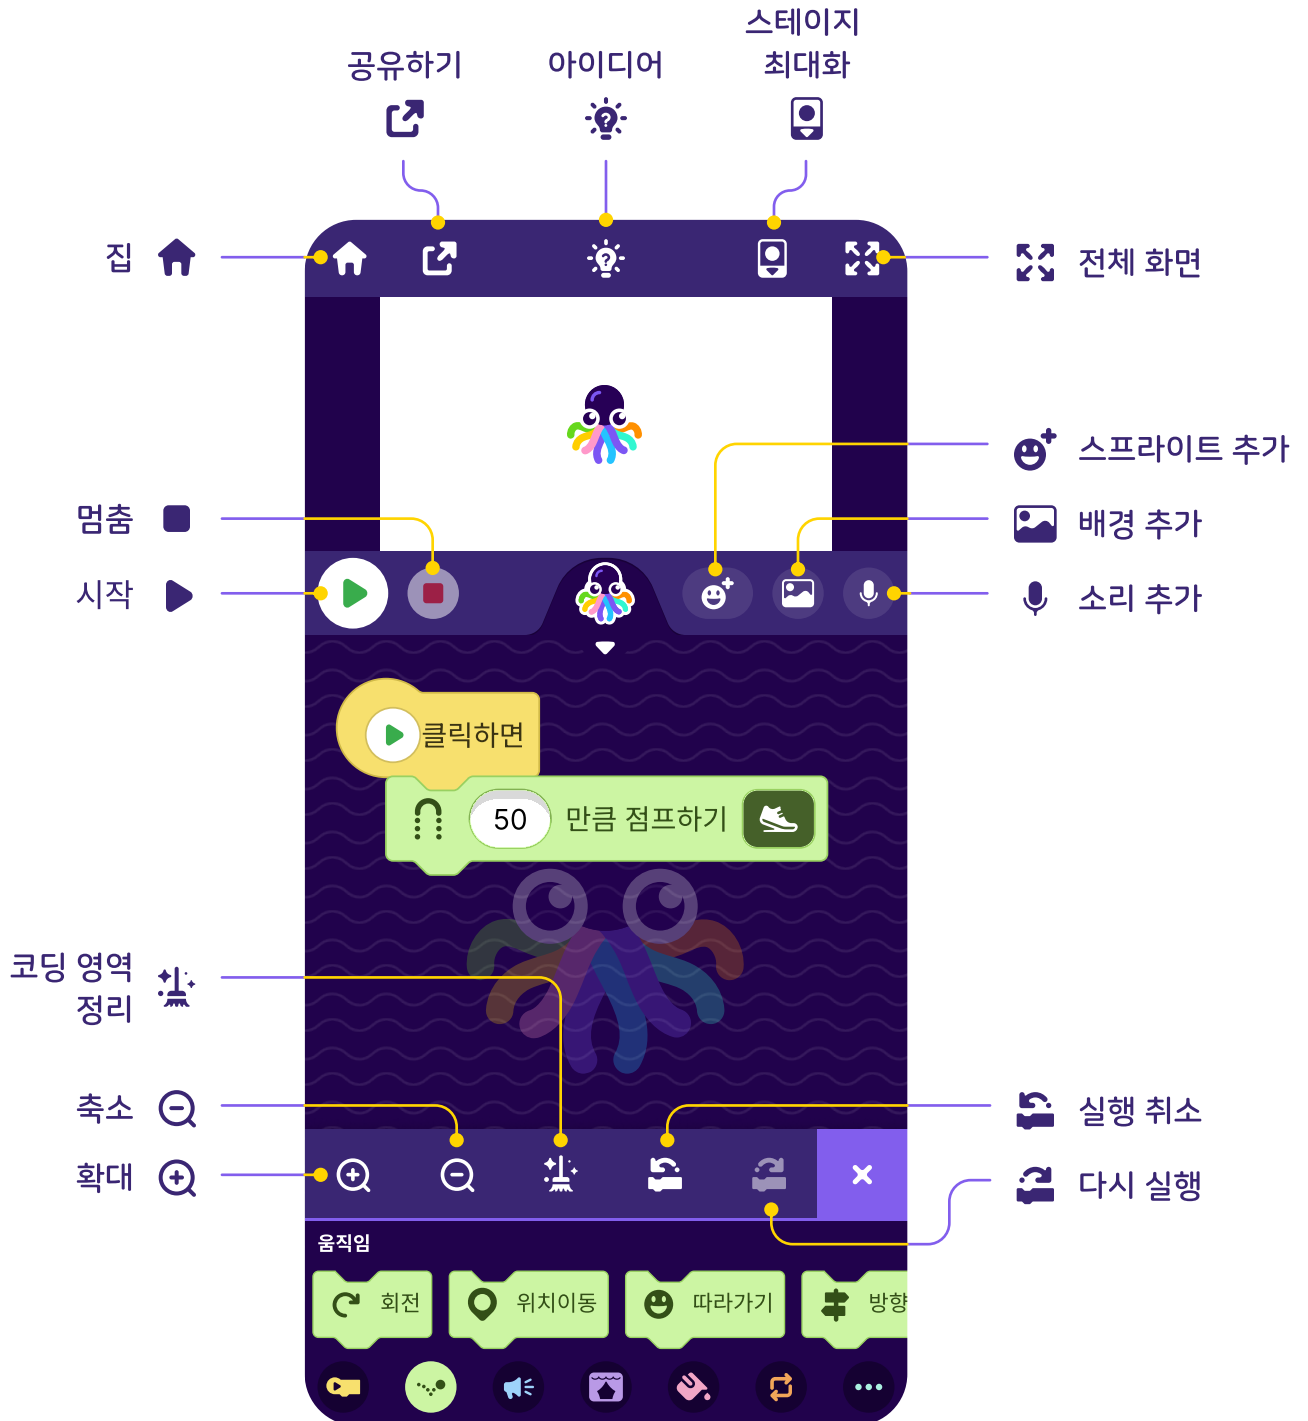 스테이지
최대화
공유하기
아이디어
집
전체 화면
스프라이트 추가
멈춤
배경 추가
시작
소리 추가
클릭하면
50 만큼 점프하기
코딩 영역
정리
축소
실행 취소
확대
다시 실행
움직임
회전
위치이동
따라가기
방향